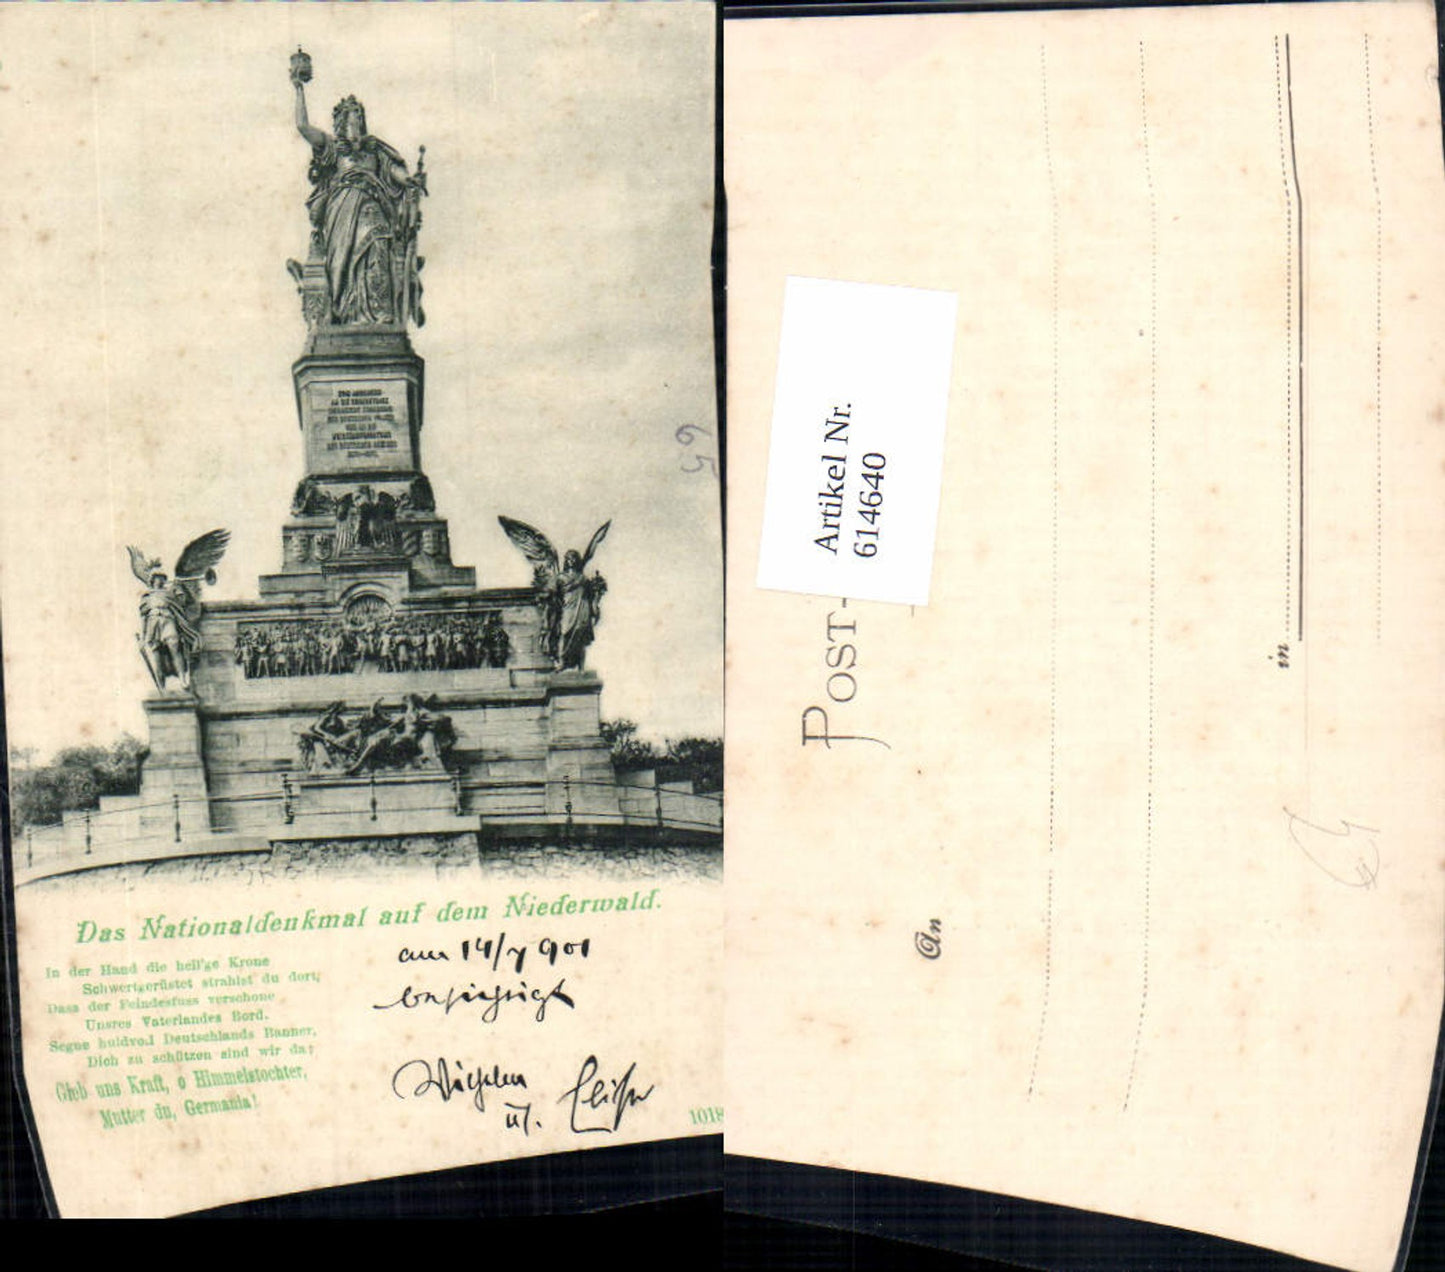 65
Das Nationaldenkmal auf dem Niederwald.
In der Hand die heil'ge Krone
Schwertgerüstet strahlst du dort,
Dass der Feindesfuss verschone
Unsres Vaterlandes Bord.
Segne huldvoll Deutschlands Banner,
Dich zu schützen sind wir da;
Gieb uns Kraft, o Himmelstochter,
Mutter du, Germania!
am 14/7 901
besichtigt
1018
Artikel Nr.
614640
POST-
An
in